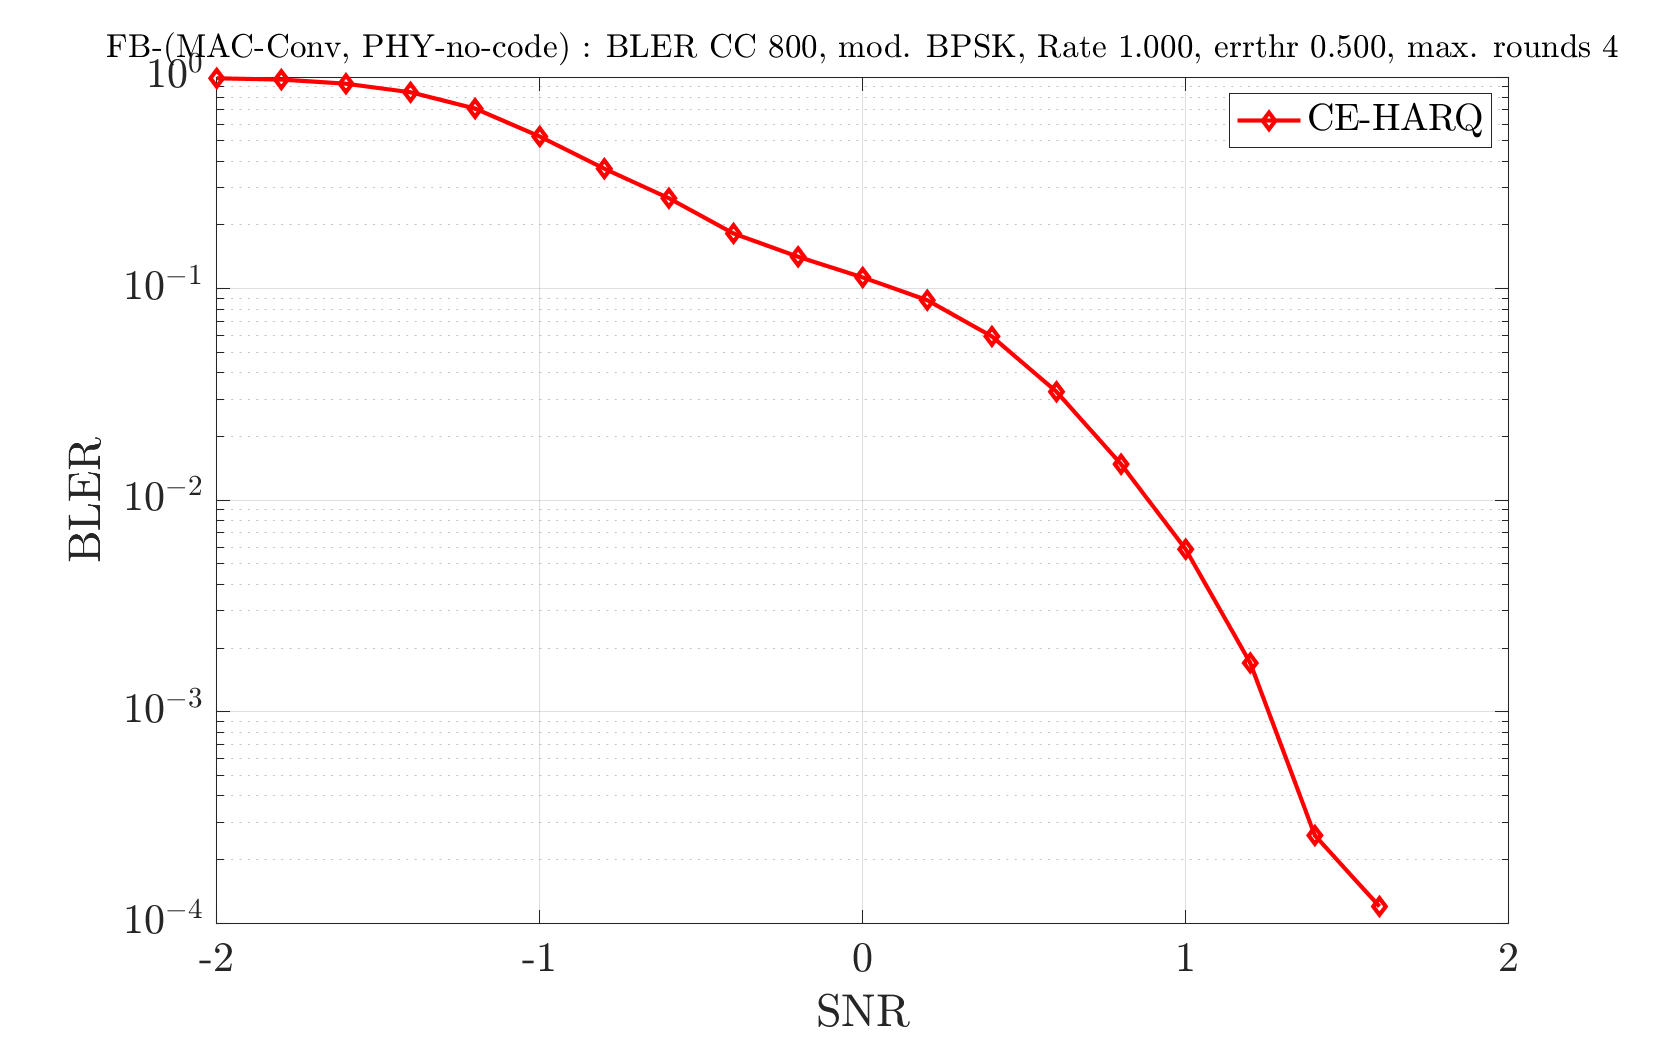 FB-(MAC-Conv, PHY-no-code) : BLER CC 800, mod. BPSK, Rate 1.000, errthr 0.500, max. rounds 4
10^0
CE-HARQ
10^-1
10^-2
10^-3
10^-4
BLER
-2 -1 0 1 2
SNR